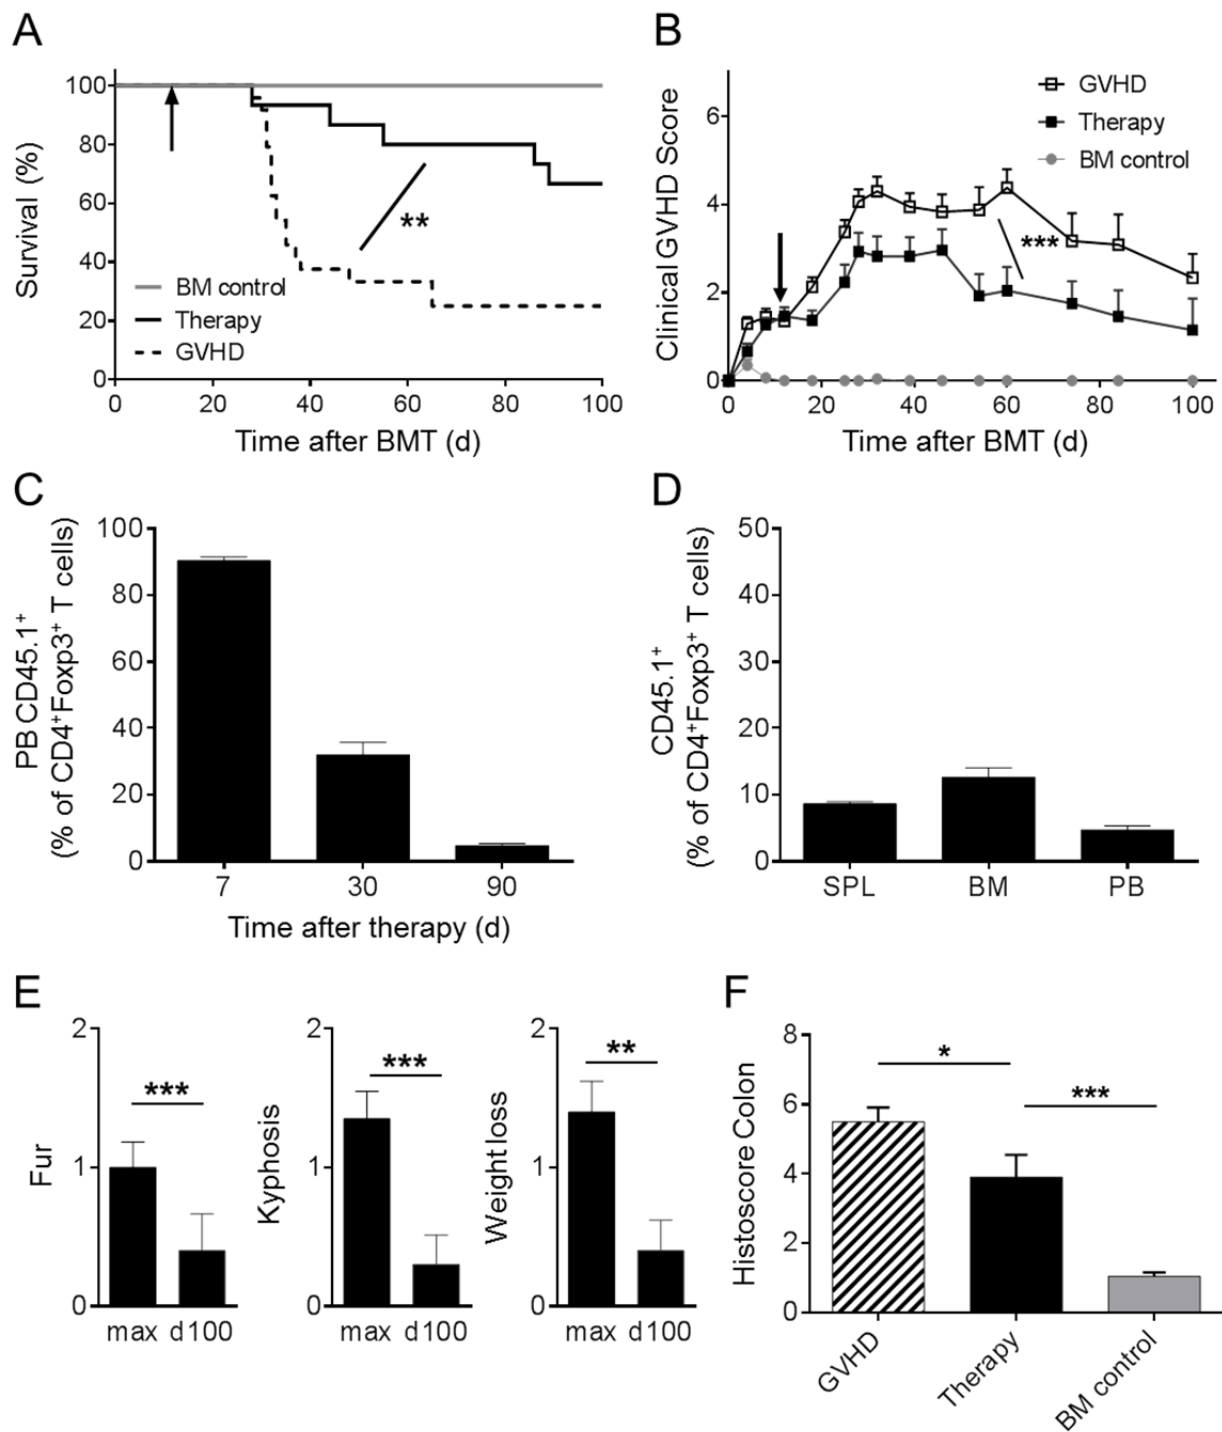 A
Survival (%)
100
80
60
40
20
0
**
BM control
Therapy
GVHD
0 20 40 60 80 100
Time after BMT (d)
B
Clinical GVHD Score
6
4
2
0
GVHD
Therapy
BM control
***
0 20 40 60 80 100
Time after BMT (d)
C
PB CD45.1⁺
(% of CD4⁺Foxp3⁺ T cells)
100
80
60
40
20
0
7 30 90
Time after therapy (d)
D
CD45.1⁺
(% of CD4⁺Foxp3⁺ T cells)
50
40
30
20
10
0
SPL BM PB
E
Fur
2
1
0
***
max d100
Kyphosis
2
1
0
***
max d100
Weight loss
2
1
0
**
max d100
F
Histoscore Colon
8
6
4
2
0
*
***
GVHD
Therapy
BM control